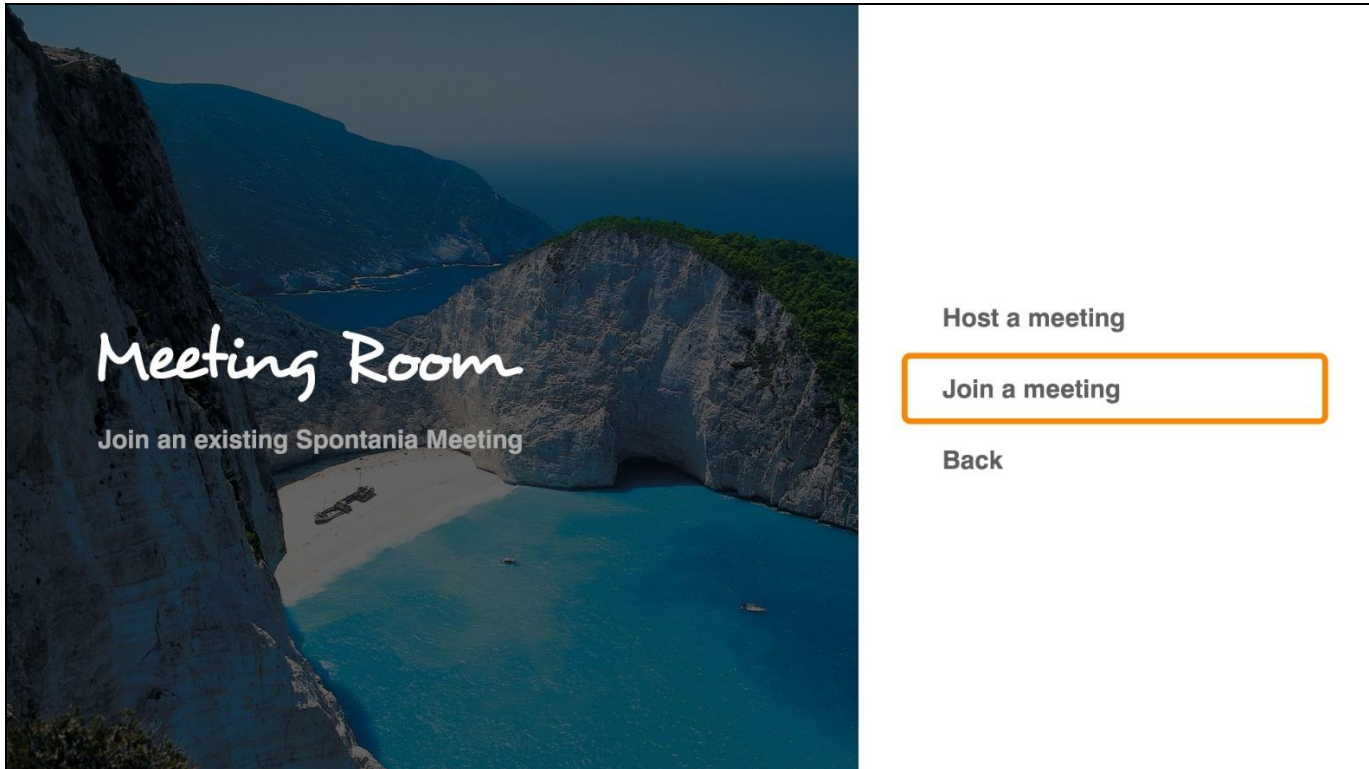 Meeting Room
Join an existing Spontania Meeting
Host a meeting
Join a meeting
Back